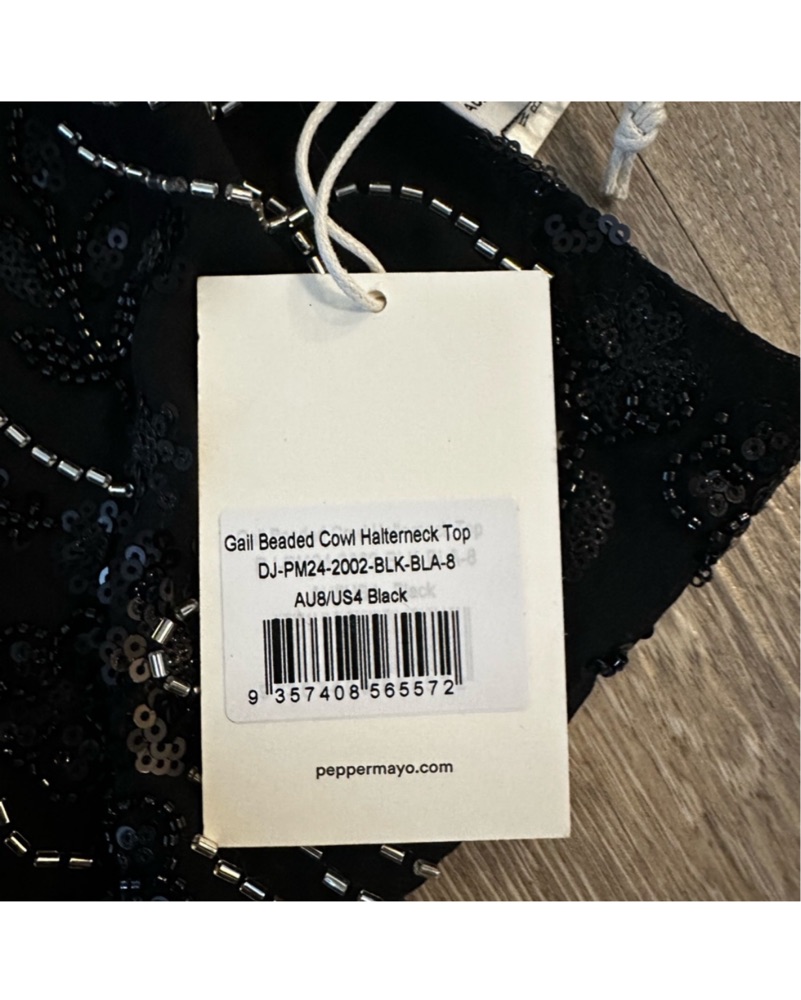 Gail Beaded Cowl Halterneck Top
DJ-PM24-2002-BLK-BLA-8
AU8/US4 Black
9 357408 565572
peppermayo.com